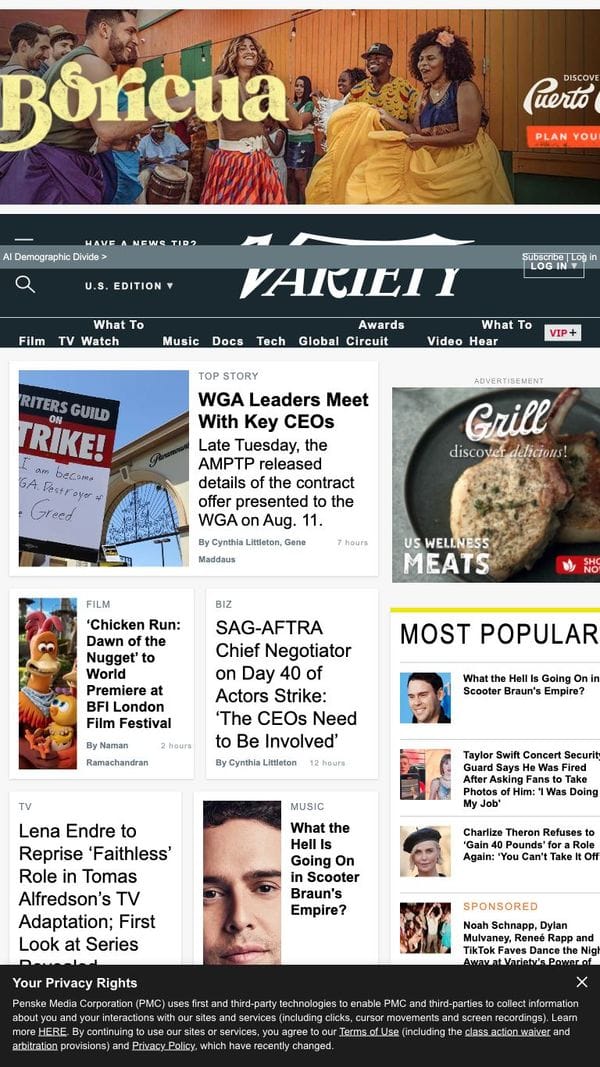 Boricua
DISCOVER
Puerto
PLAN YOU
HAVE A NEWS TIP?
AI Demographic Divide >
Subscribe | Log in
VARIETY
LOG IN ▼
U.S. EDITION ▼
What To
Awards
What To
Film TV Watch Music Docs Tech Global Circuit Video Hear
VIP+
WRITERS GUILD
ON
STRIKE!
I am become
WGA, Destroyer of
Greed
Paramount
TOP STORY
WGA Leaders Meet
With Key CEOs
Late Tuesday, the
AMPTP released
details of the contract
offer presented to the
WGA on Aug. 11.
By Cynthia Littleton, Gene
Maddaus
7 hours
ADVERTISEMENT
Grill
discover delicious!
US WELLNESS
MEATS
SHO
NO
FILM
'Chicken Run:
Dawn of the
Nugget' to
World
Premiere at
BFI London
Film Festival
By Naman
Ramachandran
2 hours
BIZ
SAG-AFTRA
Chief Negotiator
on Day 40 of
Actors Strike:
'The CEOs Need
to Be Involved'
By Cynthia Littleton 12 hours
MOST POPULAR
What the Hell Is Going On in
Scooter Braun's Empire?
Taylor Swift Concert Security
Guard Says He Was Fired
After Asking Fans to Take
Photos of Him: 'I Was Doing
My Job'
Charlize Theron Refuses to
'Gain 40 Pounds' for a Role
Again: 'You Can't Take It Off
SPONSORED
Noah Schnapp, Dylan
Mulvaney, Reneé Rapp and
TikTok Faves Dance the Nigh
Away at Variety's Power of
TV
Lena Endre to
Reprise 'Faithless'
Role in Tomas
Alfredson's TV
Adaptation; First
Look at Series
Revealed
MUSIC
What the
Hell Is
Going On
in Scooter
Braun's
Empire?
Your Privacy Rights
Penske Media Corporation (PMC) uses first and third-party technologies to enable PMC and third-parties to collect information
about you and your interactions with our sites and services (including clicks, cursor movements and screen recordings). Learn
more HERE. By continuing to use our sites or services, you agree to our Terms of Use (including the class action waiver and
arbitration provisions) and Privacy Policy, which have recently changed.